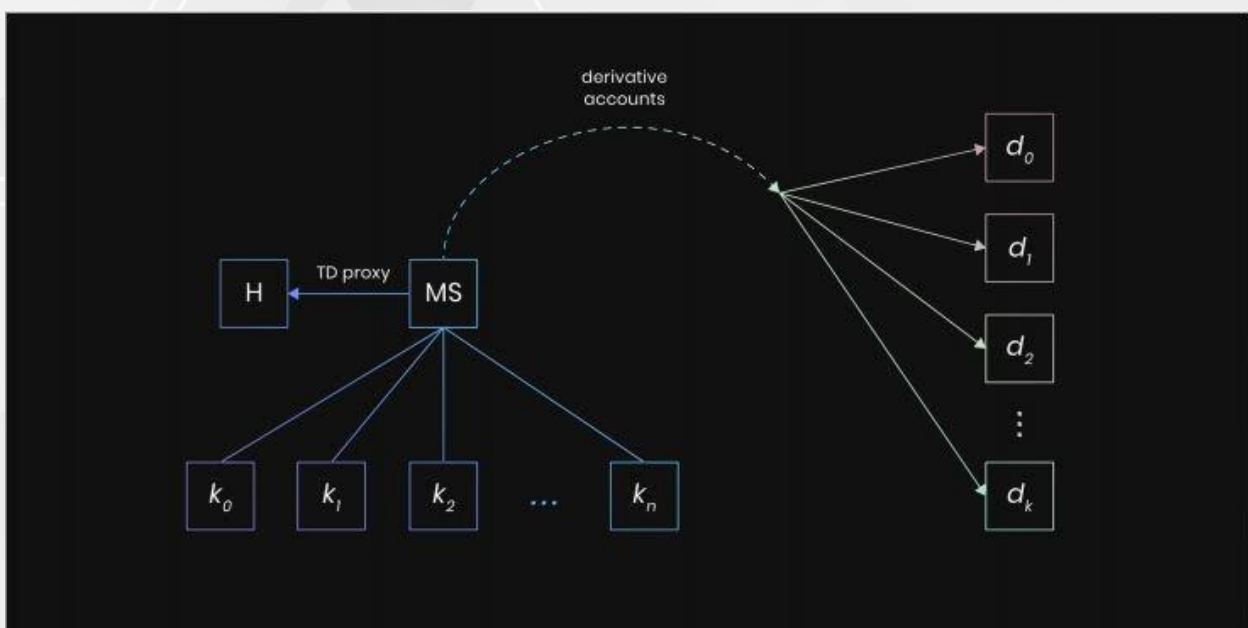 derivative
accounts
d₀
d₁
TD proxy
H
MS
d₂
⋮
k₀
k₁
k₂
...
kₙ
dₖ